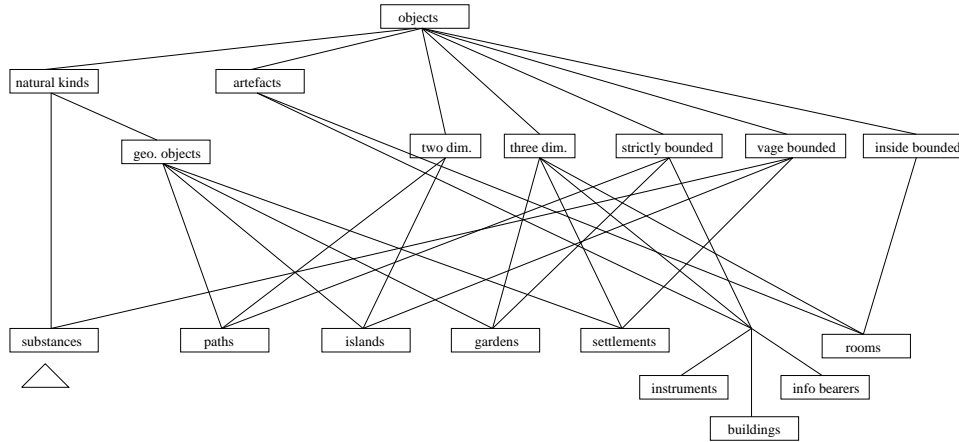 objects
natural kinds
artefacts
geo. objects
two dim.
three dim.
strictly bounded
vage bounded
inside bounded
substances
paths
islands
gardens
settlements
rooms
instruments
info bearers
buildings